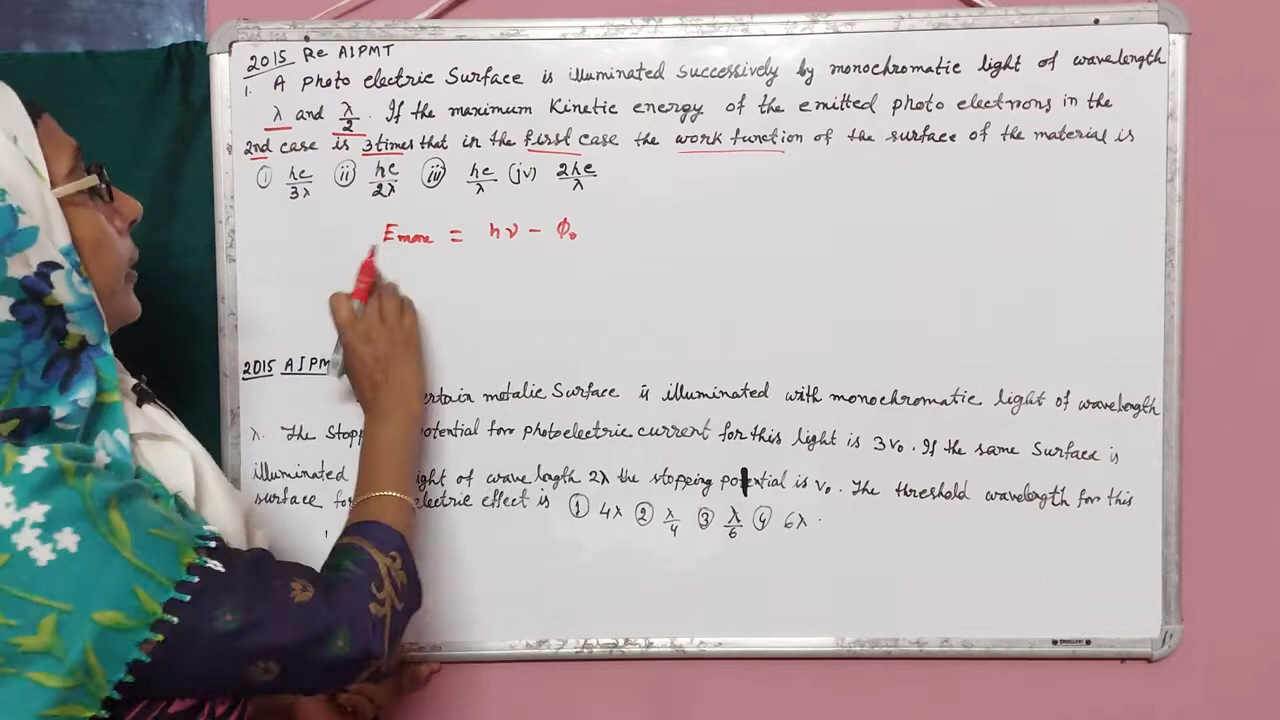 2015 Re AIPMT
1. A photo electric Surface is illuminated successively by monochromatic light of wavelength
λ and λ/2. If the maximum Kinetic energy of the emitted photo electrons in the
2nd case is 3 times that in the first case the work function of the surface of the material is
(i) hc/3λ (ii) hc/2λ (iii) hc/λ (iv) 2hc/λ
Emax = hν - ϕ₀
2015 AIPM
metalic Surface is illuminated with monochromatic light of wavelength
λ. The potential for photoelectric current for this light is 3v₀. If the same Surface is
illuminated of wave length 2λ the stopping potential is v₀. The threshold wavelength for this
surface effect is (1) 4λ (2) λ/4 (3) λ/6 (4) 6λ.